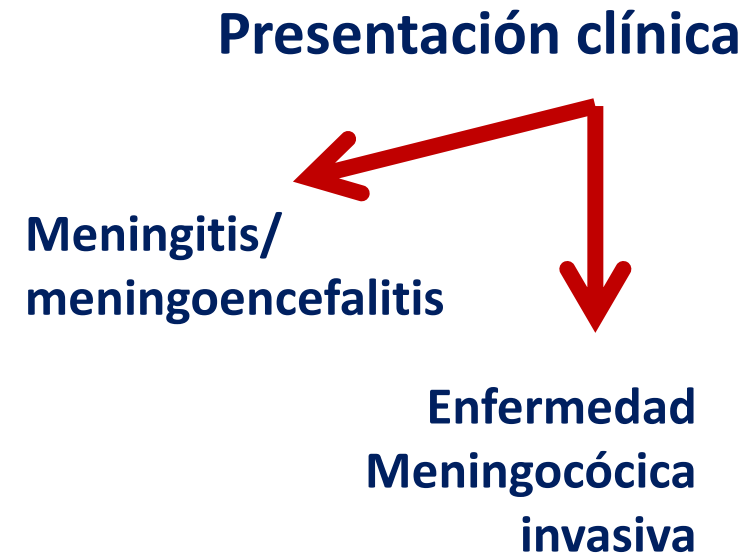 Presentación clínica
Meningitis/
meningoencefalitis
Enfermedad
Meningocócica
invasiva